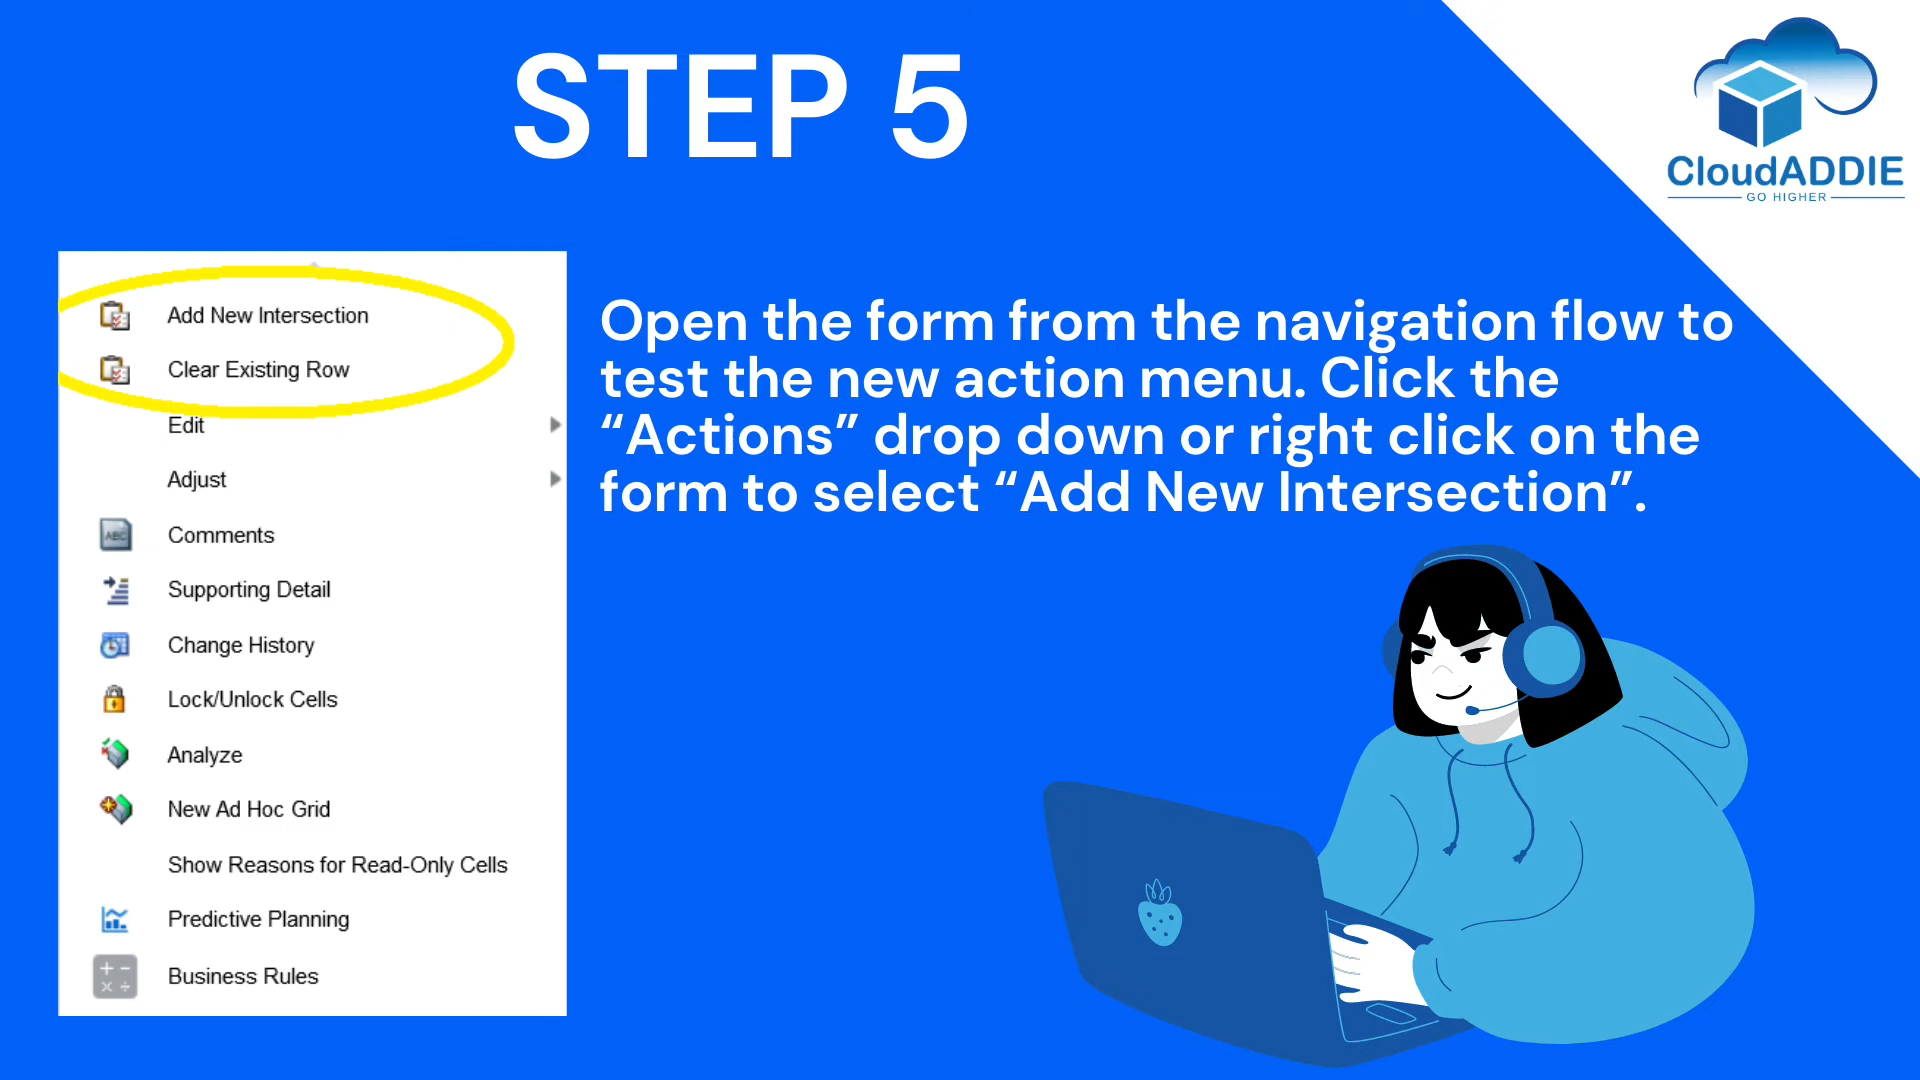 STEP 5
CloudADDIE
GO HIGHER
Add New Intersection
Clear Existing Row
Edit
Adjust
ABC
Comments
Supporting Detail
Change History
Lock/Unlock Cells
Analyze
New Ad Hoc Grid
Show Reasons for Read-Only Cells
Predictive Planning
Business Rules
Open the form from the navigation flow to
test the new action menu. Click the
“Actions” drop down or right click on the
form to select “Add New Intersection”.